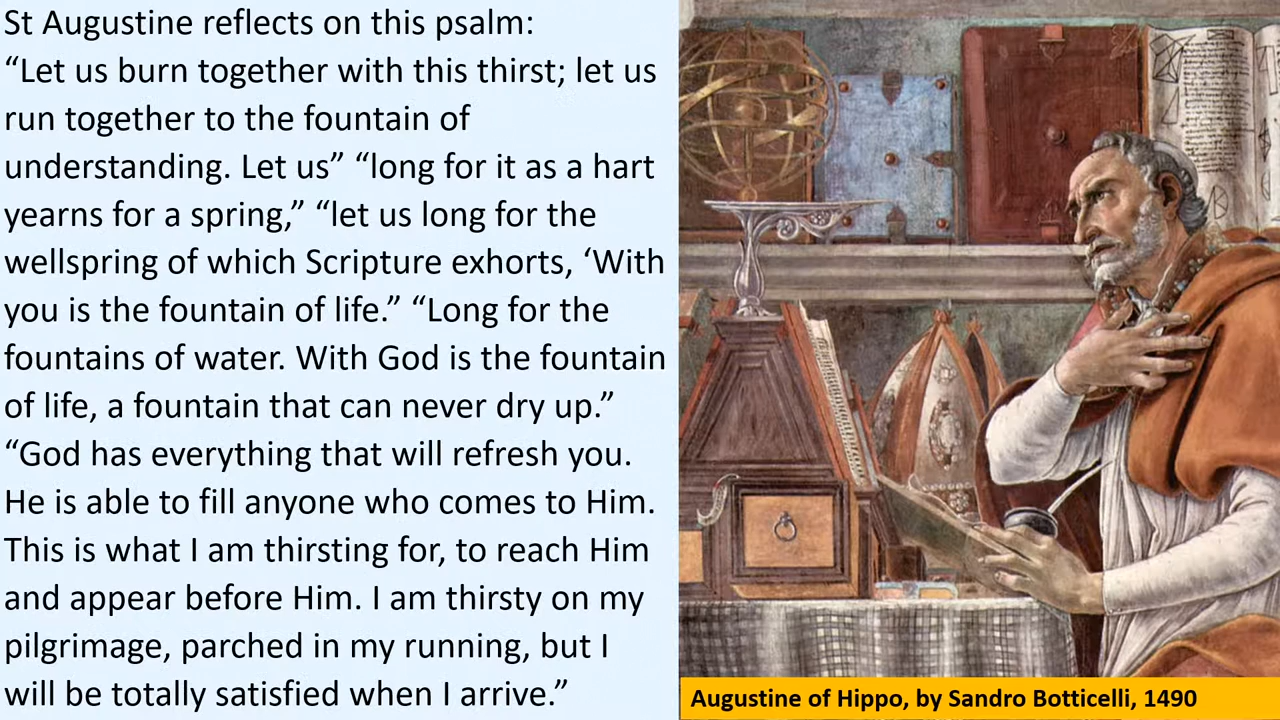 St Augustine reflects on this psalm:
“Let us burn together with this thirst; let us
run together to the fountain of
understanding. Let us” “long for it as a hart
yearns for a spring,” “let us long for the
wellspring of which Scripture exhorts, ‘With
you is the fountain of life.” “Long for the
fountains of water. With God is the fountain
of life, a fountain that can never dry up.”
“God has everything that will refresh you.
He is able to fill anyone who comes to Him.
This is what I am thirsting for, to reach Him
and appear before Him. I am thirsty on my
pilgrimage, parched in my running, but I
will be totally satisfied when I arrive.”
Augustine of Hippo, by Sandro Botticelli, 1490